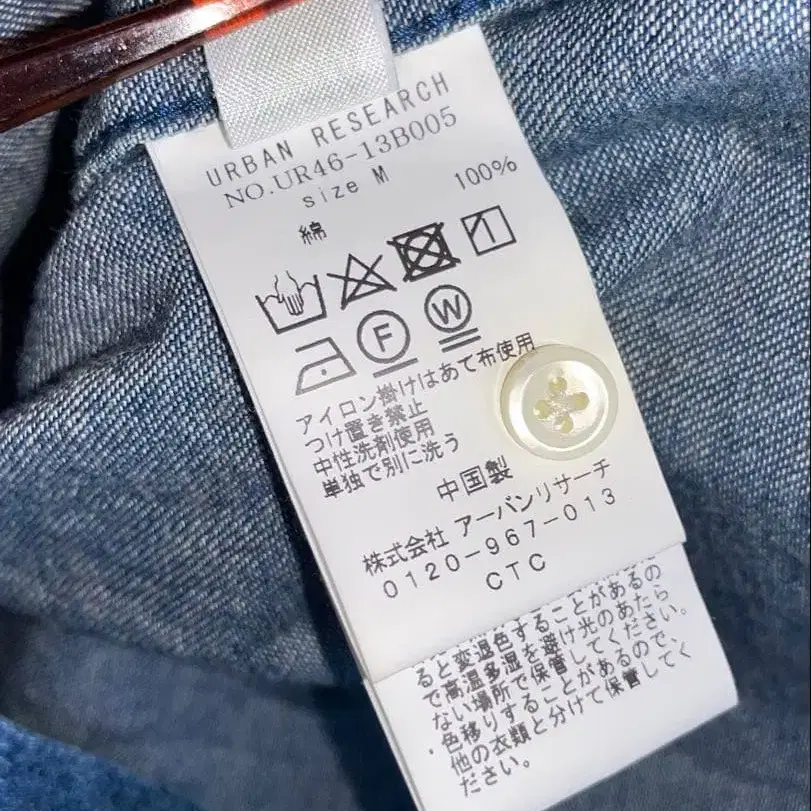 URBAN RESEARCH
NO.UR46-13B005
size M
綿 100%
F W
アイロン掛けはあて布使用
つけ置き禁止
中性洗剤使用
単独で別に洗う
中国製
株式会社 アーバンリサーチ
0120-967-013
CTC
ると変退色することがあるの
で高温多湿を避け光のあたら
ない場所で保管してください。
・色移りすることがあるので、
他の衣類と分けて保管してく
ださい。